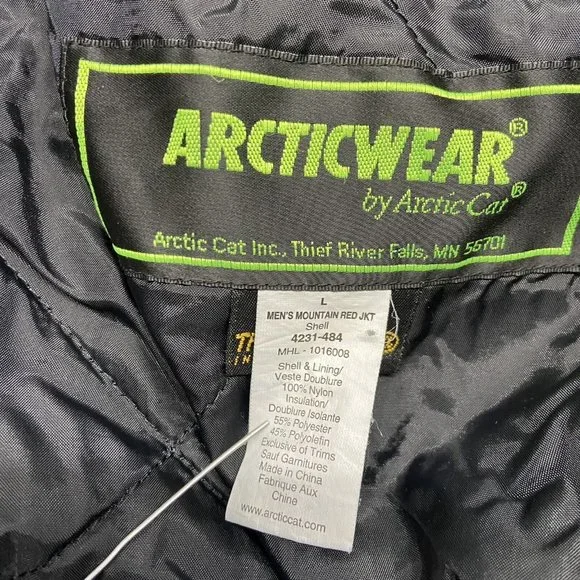 ARCTICWEAR®
by Arctic Cat®
Arctic Cat Inc., Thief River Falls, MN 56701
L
MEN'S MOUNTAIN RED JKT
Shell
4231-484
MHL - 1016008
Shell & Lining/
Veste Doublure
100% Nylon
Insulation/
Doublure Isolante
55% Polyester
45% Polyolefin
Exclusive of Trims
Sauf Garnitures
Made in China
Fabrique Aux
Chine
www.arcticcat.com